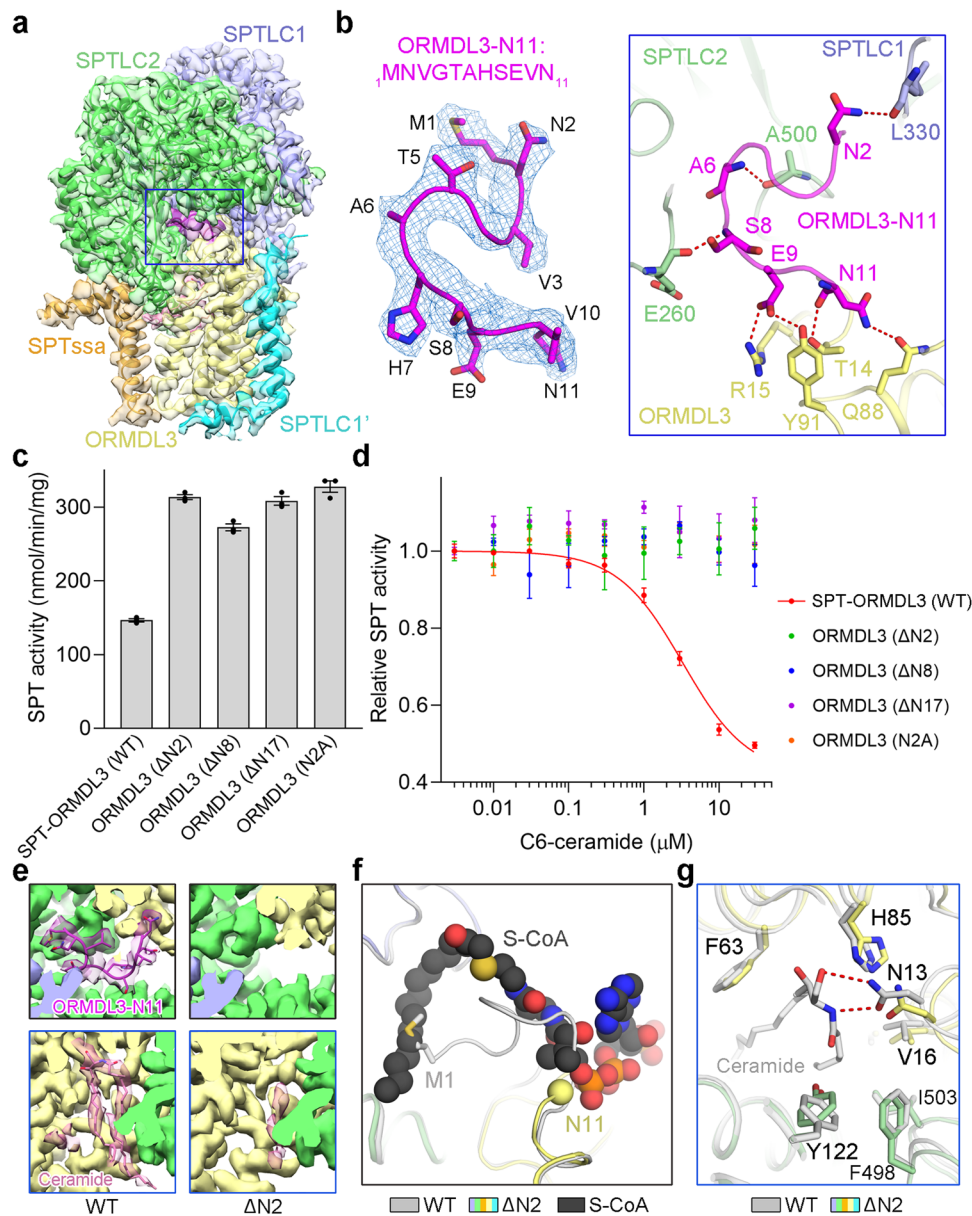 a
SPTLC1
SPTLC2
SPTssa
ORMDL3
SPTLC1'
b
ORMDL3-N11:
1MNVGTAHSEVN11
M1
N2
T5
A6
V3
V10
H7
S8
E9
N11
SPTLC2
SPTLC1
A500
L330
N2
A6
ORMDL3-N11
S8
E9
N11
E260
R15
T14
ORMDL3
Y91
Q88
c
SPT activity (nmol/min/mg)
300
200
100
0
SPT-ORMDL3 (WT)
ORMDL3 (ΔN2)
ORMDL3 (ΔN8)
ORMDL3 (ΔN17)
ORMDL3 (N2A)
d
Relative SPT activity
1.0
0.8
0.6
0.4
0.01
0.1
1
10
C6-ceramide (μM)
SPT-ORMDL3 (WT)
ORMDL3 (ΔN2)
ORMDL3 (ΔN8)
ORMDL3 (ΔN17)
ORMDL3 (N2A)
e
ORMDL3-N11
Ceramide
WT
ΔN2
f
S-CoA
M1
N11
WT
ΔN2
S-CoA
g
H85
F63
N13
V16
Ceramide
I503
Y122
F498
WT
ΔN2